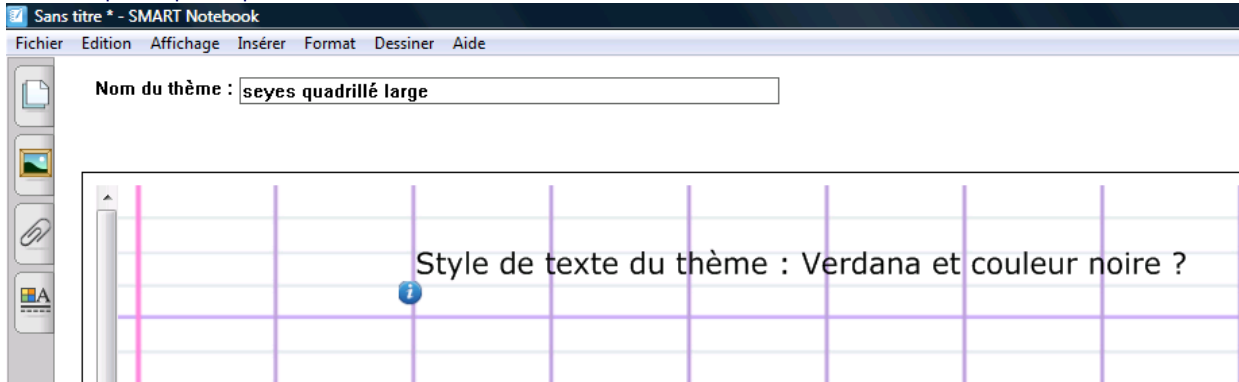 Sans titre * - SMART Notebook
Fichier Edition Affichage Insérer Format Dessiner Aide
Nom du thème : seyes quadrillé large
Style de texte du thème : Verdana et couleur noire ?